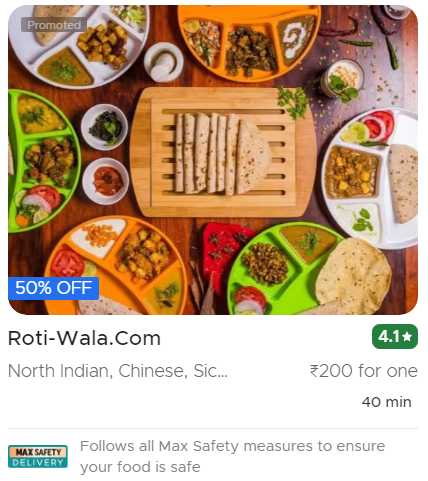 Promoted
50% OFF
Roti-Wala.Com
4.1★
North Indian, Chinese, Sic...
₹200 for one
40 min
MAX SAFETY
DELIVERY
Follows all Max Safety measures to ensure
your food is safe